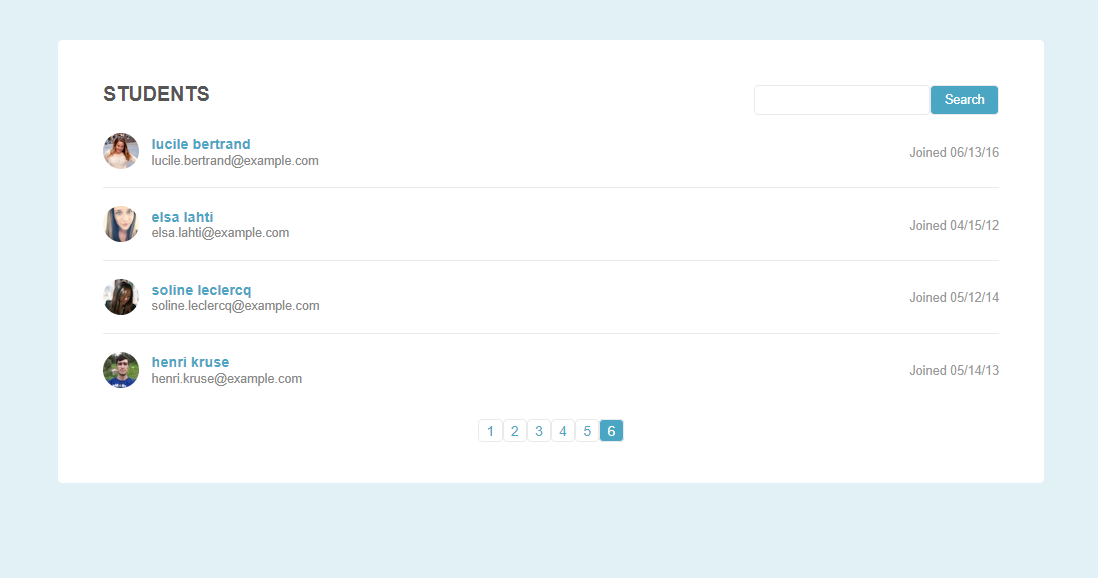 STUDENTS
Search
lucile bertrand
lucile.bertrand@example.com
Joined 06/13/16
elsa lahti
elsa.lahti@example.com
Joined 04/15/12
soline leclercq
soline.leclercq@example.com
Joined 05/12/14
henri kruse
henri.kruse@example.com
Joined 05/14/13
1 2 3 4 5 6